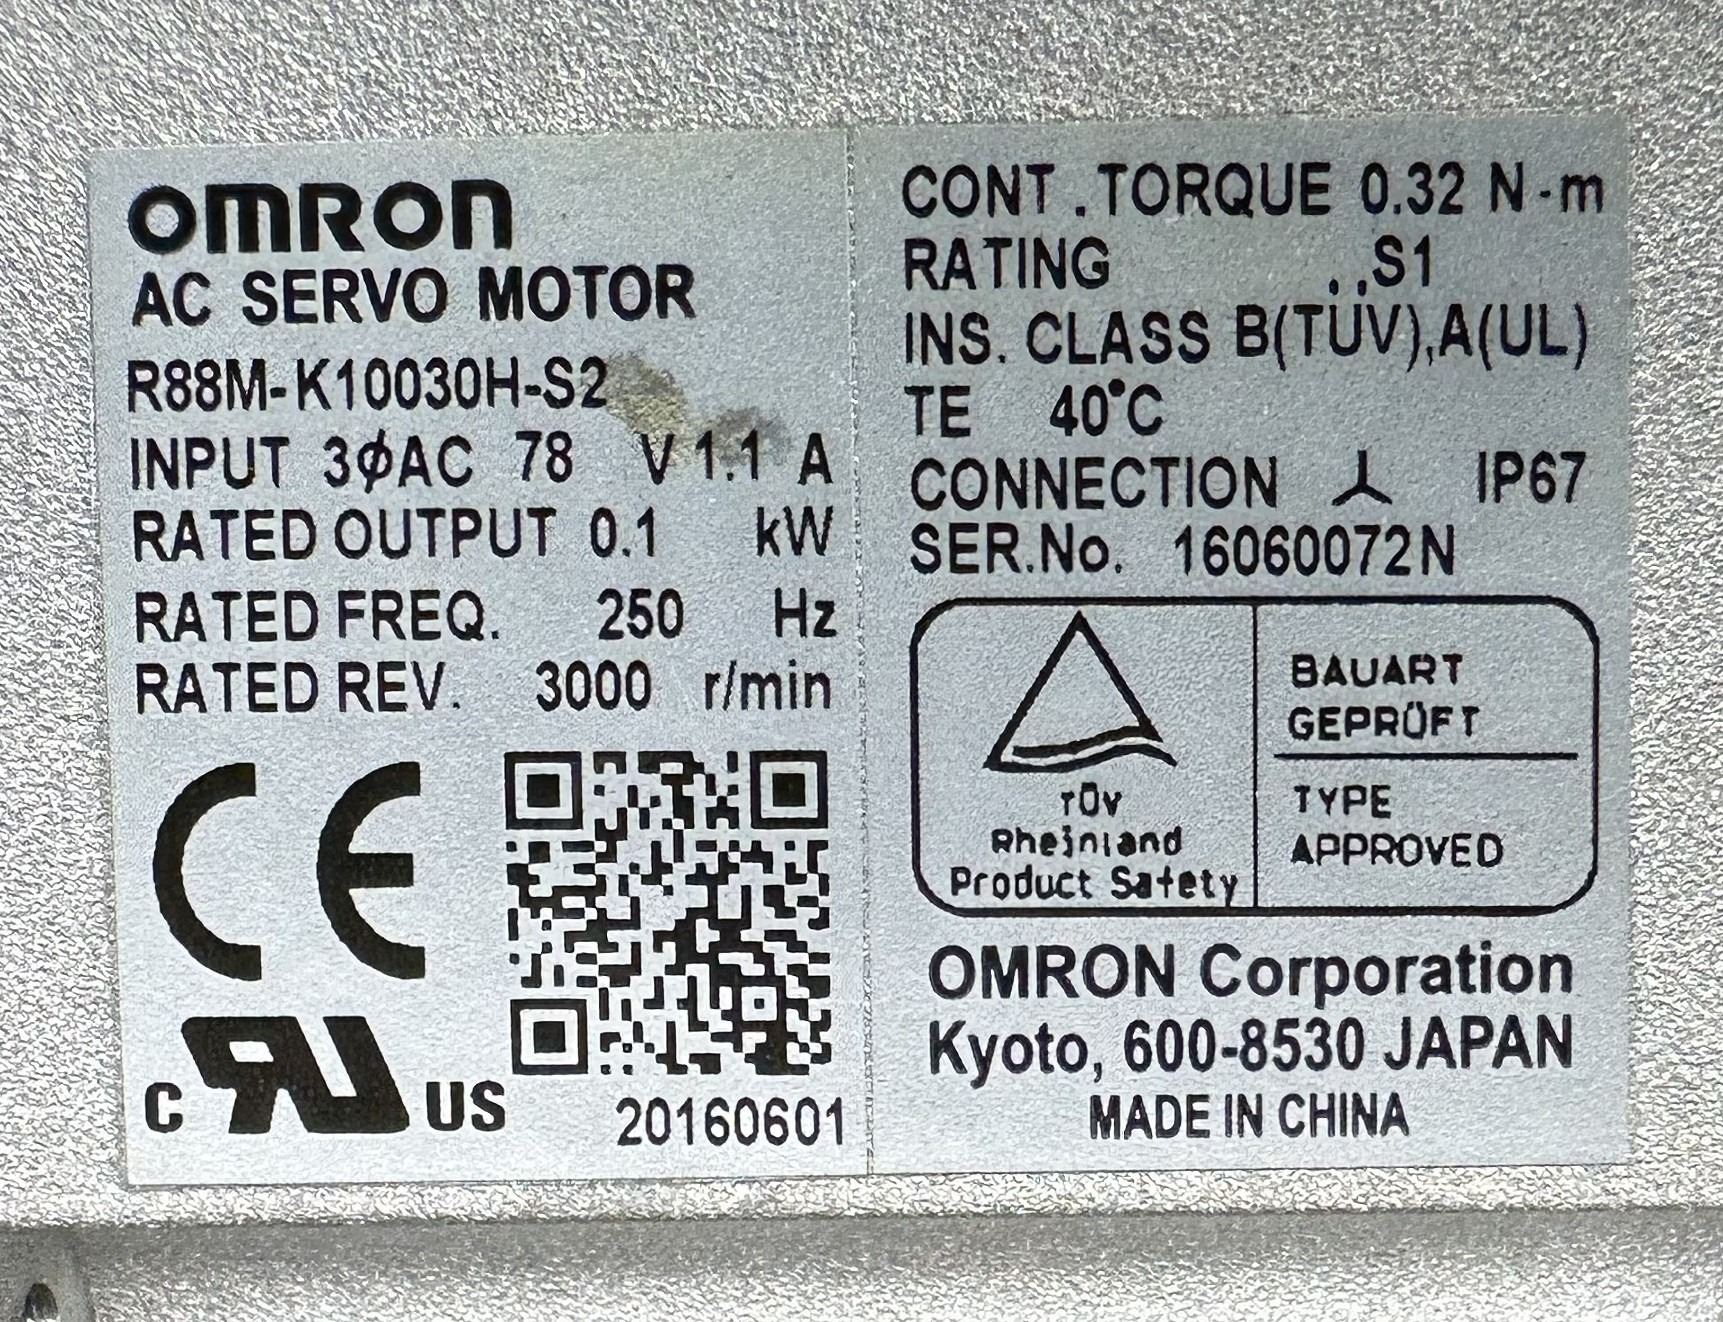 OMRON
AC SERVO MOTOR
R88M-K10030H-S2
INPUT 3ϕAC 78 V 1.1 A
RATED OUTPUT 0.1 kW
RATED FREQ. 250 Hz
RATED REV. 3000 r/min
CE
C RU US
20160601
CONT.TORQUE 0.32 N·m
RATING S1
INS. CLASS B(TÜV),A(UL)
TE 40°C
CONNECTION IP67
SER.No. 16060072N
TÜV
Rheinland
Product Safety
BAUART
GEPRÜFT
TYPE
APPROVED
OMRON Corporation
Kyoto, 600-8530 JAPAN
MADE IN CHINA